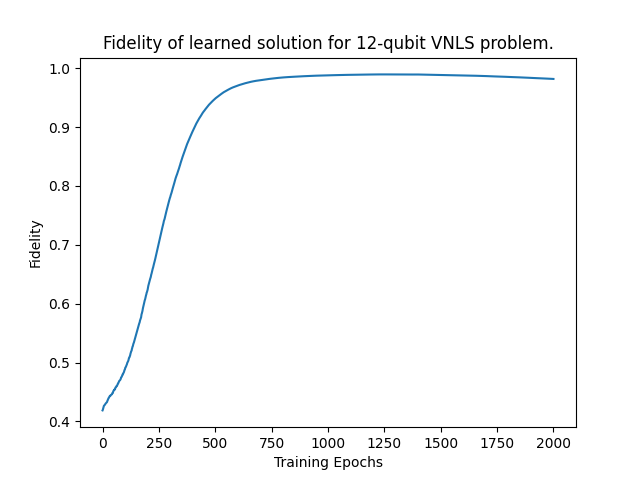 Fidelity of learned solution for 12-qubit VNLS problem.
1.0
0.9
0.8
0.7
0.6
0.5
0.4
Fidelity
0 250 500 750 1000 1250 1500 1750 2000
Training Epochs